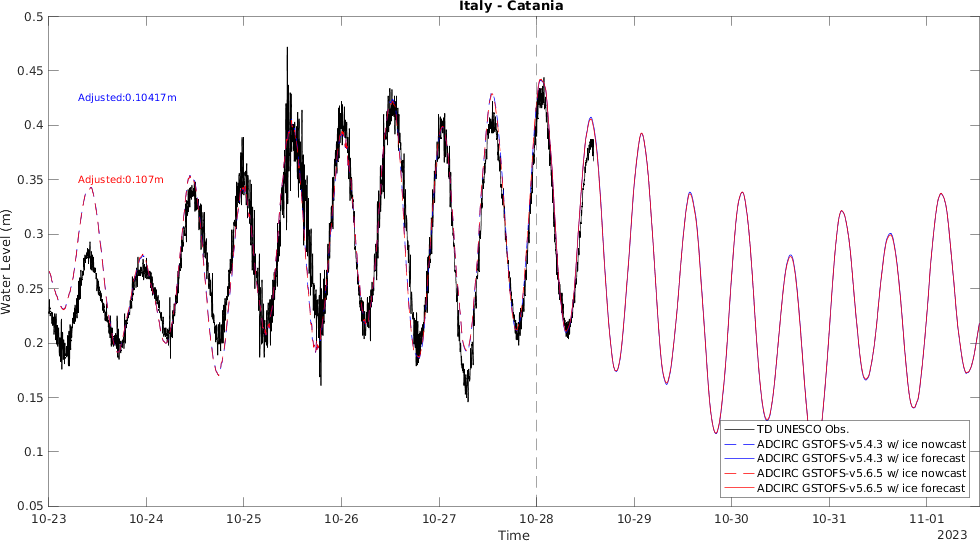 Italy - Catania
0.5
0.45
0.4
0.35
0.3
0.25
0.2
0.15
0.1
0.05
Water Level (m)
Adjusted:0.10417m
Adjusted:0.107m
TD UNESCO Obs.
ADCIRC GSTOFS-v5.4.3 w/ ice nowcast
ADCIRC GSTOFS-v5.4.3 w/ ice forecast
ADCIRC GSTOFS-v5.6.5 w/ ice nowcast
ADCIRC GSTOFS-v5.6.5 w/ ice forecast
10-23 10-24 10-25 10-26 10-27 10-28 10-29 10-30 10-31 11-01
Time
2023